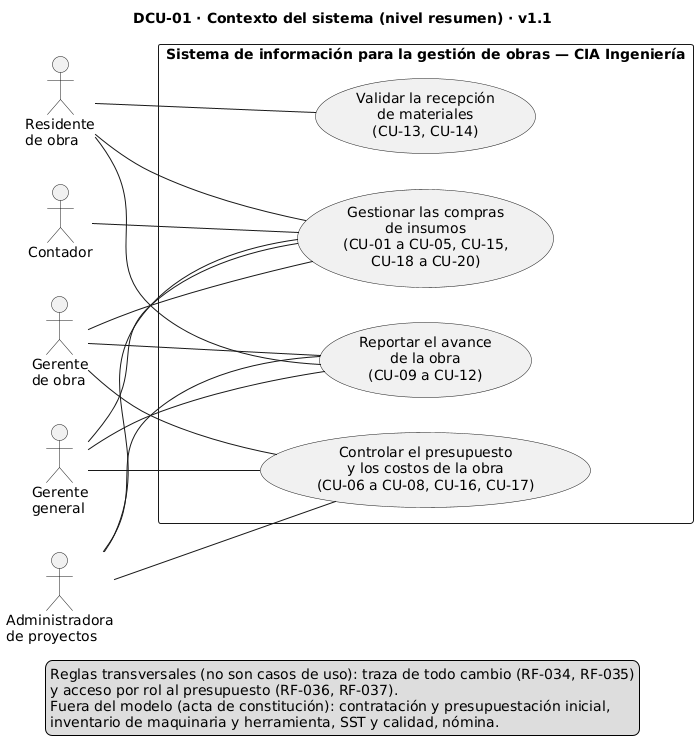 DCU-01 · Contexto del sistema (nivel resumen) · v1.1
Sistema de información para la gestión de obras — CIA Ingeniería
Residente
de obra
Validar la recepción
de materiales
(CU-13, CU-14)
Contador
Gestionar las compras
de insumos
(CU-01 a CU-05, CU-15,
CU-18 a CU-20)
Gerente
de obra
Reportar el avance
de la obra
(CU-09 a CU-12)
Gerente
general
Controlar el presupuesto
y los costos de la obra
(CU-06 a CU-08, CU-16, CU-17)
Administradora
de proyectos
Reglas transversales (no son casos de uso): traza de todo cambio (RF-034, RF-035)
y acceso por rol al presupuesto (RF-036, RF-037).
Fuera del modelo (acta de constitución): contratación y presupuestación inicial,
inventario de maquinaria y herramienta, SST y calidad, nómina.